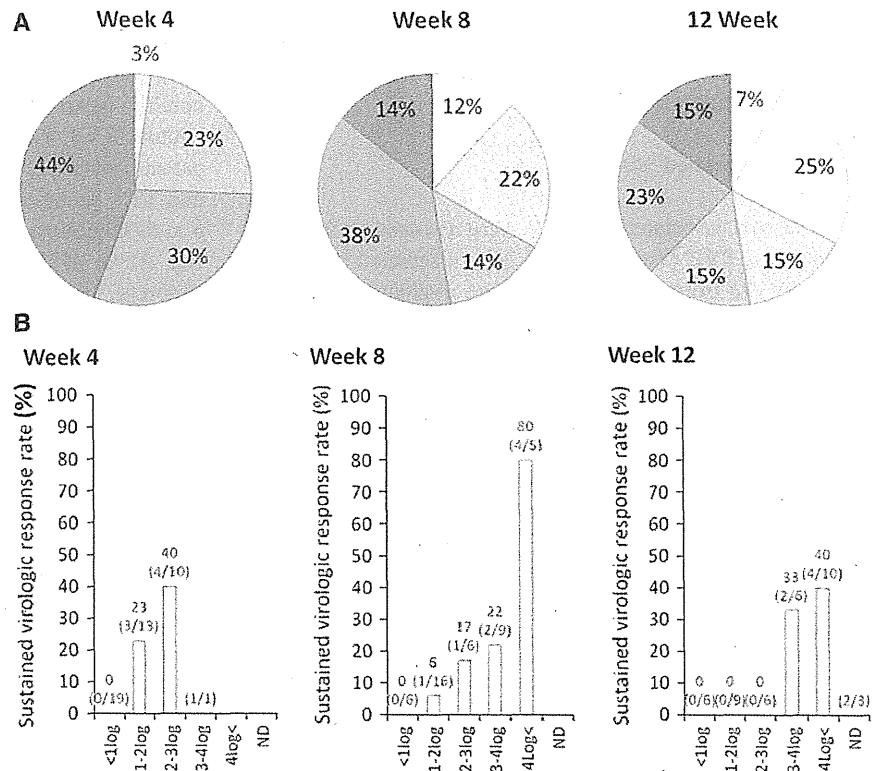 A
Week 4
Week 8
12 Week
3%
23%
30%
44%
12%
22%
14%
38%
14%
7%
25%
15%
15%
23%
15%
B
Week 4
Sustained virologic response rate (%)
100
90
80
70
60
50
40
30
20
10
0
0
(0/19)
23
(3/13)
40
(4/10)
(1/1)
<1log
1-2log
2-3log
3-4log
4log<
ND
Week 8
Sustained virologic response rate (%)
100
90
80
70
60
50
40
30
20
10
0
0
(0/6)
6
(1/16)
17
(1/6)
22
(2/9)
80
(4/5)
<1log
1-2log
2-3log
3-4log
4Log<
ND
Week 12
Sustained virologic response rate (%)
100
90
80
70
60
50
40
30
20
10
0
0
(0/6)
0
(0/9)
0
(0/6)
33
(2/6)
40
(4/10)
(2/3)
<1log
1-2log
2-3log
3-4log
4Log<
ND